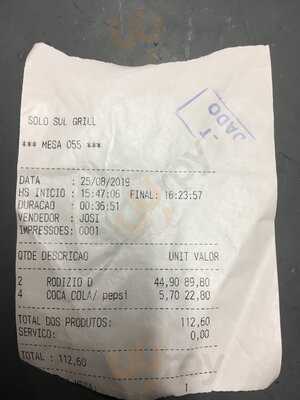 SOLO SUL GRILL
*** MESA 055 ***
DATA : 25/08/2019
HS INICIO : 15:47:06 FINAL: 16:23:57
DURACAO : 00:36:51
VENDEDOR : JOSI
IMPRESSOES: 0001
QTDE DESCRICAO UNIT VALOR
2 RODIZIO D 44,90 89,80
4 COCA COLA/ pepsi 5,70 22,80
TOTAL DOS PRODUTOS: 112,60
SERVICO: 0,00
TOTAL : 112,60
1